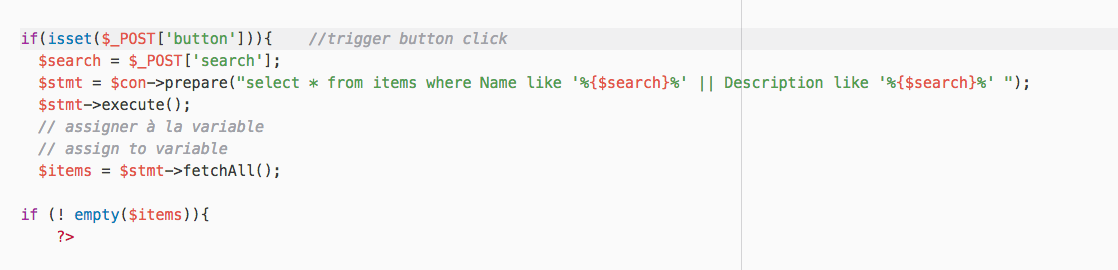 if(isset($_POST['button'])){    //trigger button click
  $search = $_POST['search'];
  $stmt = $con->prepare("select * from items where Name like '%{$search}%' || Description like '%{$search}%' ");
  $stmt->execute();
  // assigner à la variable
  // assign to variable
  $items = $stmt->fetchAll();
if (! empty($items)){
    ?>